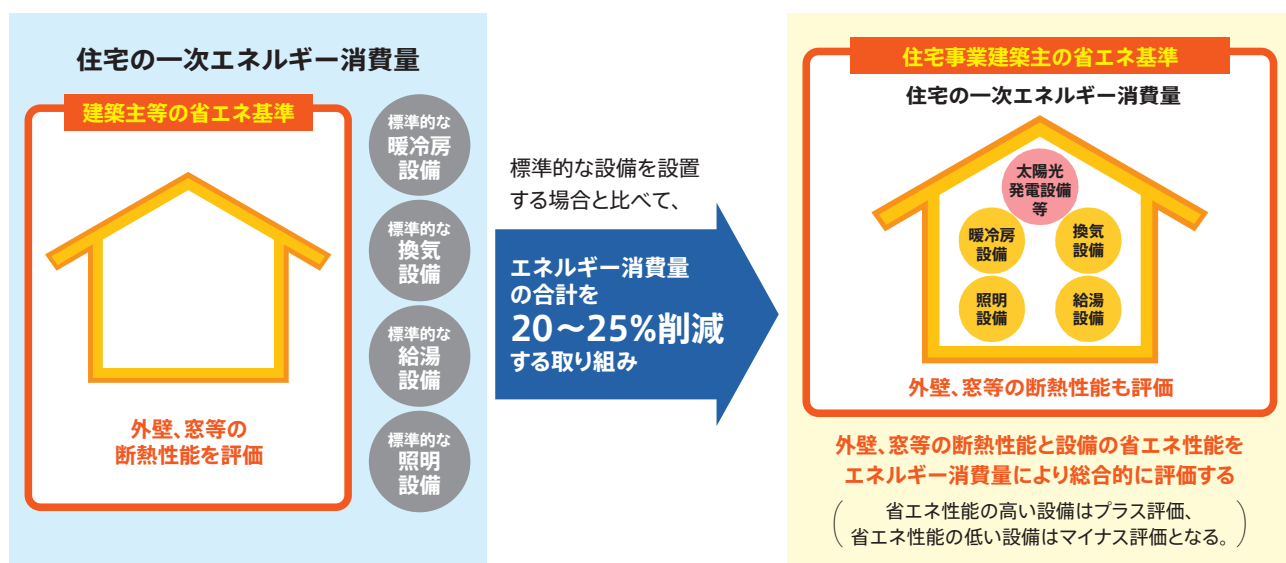 住宅の一次エネルギー消費量
建築主等の省エネ基準
外壁、窓等の
断熱性能を評価
標準的な
暖冷房
設備
標準的な
換気
設備
標準的な
給湯
設備
標準的な
照明
設備
標準的な設備を設置
する場合と比べて、
エネルギー消費量
の合計を
20～25%削減
する取り組み
住宅事業建築主の省エネ基準
住宅の一次エネルギー消費量
太陽光
発電設備
等
暖冷房
設備
換気
設備
照明
設備
給湯
設備
外壁、窓等の断熱性能も評価
外壁、窓等の断熱性能と設備の省エネ性能を
エネルギー消費量により総合的に評価する
（省エネ性能の高い設備はプラス評価、
省エネ性能の低い設備はマイナス評価となる。）